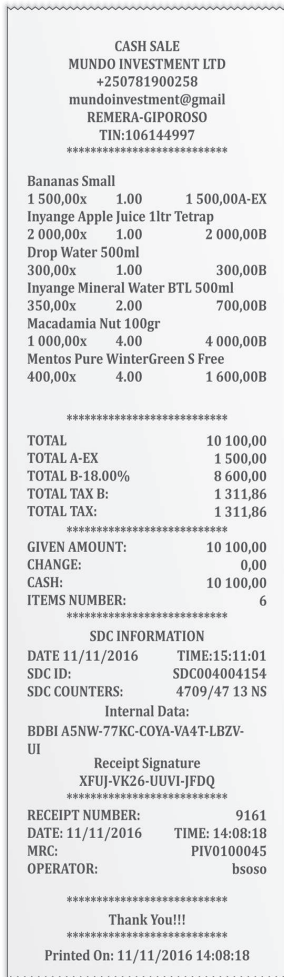 CASH SALE
MUNDO INVESTMENT LTD
+250781900258
mundoinvestment@gmail
REMERA-GIPOROSO
TIN:106144997
***************************
Bananas Small
1 500,00x 1.00 1 500,00A-EX
Inyange Apple Juice 1ltr Tetrap
2 000,00x 1.00 2 000,00B
Drop Water 500ml
300,00x 1.00 300,00B
Inyange Mineral Water BTL 500ml
350,00x 2.00 700,00B
Macadamia Nut 100gr
1 000,00x 4.00 4 000,00B
Mentos Pure WinterGreen S Free
400,00x 4.00 1 600,00B
***************************
TOTAL 10 100,00
TOTAL A-EX 1 500,00
TOTAL B-18.00% 8 600,00
TOTAL TAX B: 1 311,86
TOTAL TAX: 1 311,86
***************************
GIVEN AMOUNT: 10 100,00
CHANGE: 0,00
CASH: 10 100,00
ITEMS NUMBER: 6
***************************
SDC INFORMATION
DATE 11/11/2016 TIME:15:11:01
SDC ID: SDC004004154
SDC COUNTERS: 4709/47 13 NS
Internal Data:
BDBI A5NW-77KC-COYA-VA4T-LBZV-
UI
Receipt Signature
XFUJ-VK26-UUVI-JFDQ
***************************
RECEIPT NUMBER: 9161
DATE: 11/11/2016 TIME: 14:08:18
MRC: PIV0100045
OPERATOR: bsoso
***************************
Thank You!!!
***************************
Printed On: 11/11/2016 14:08:18